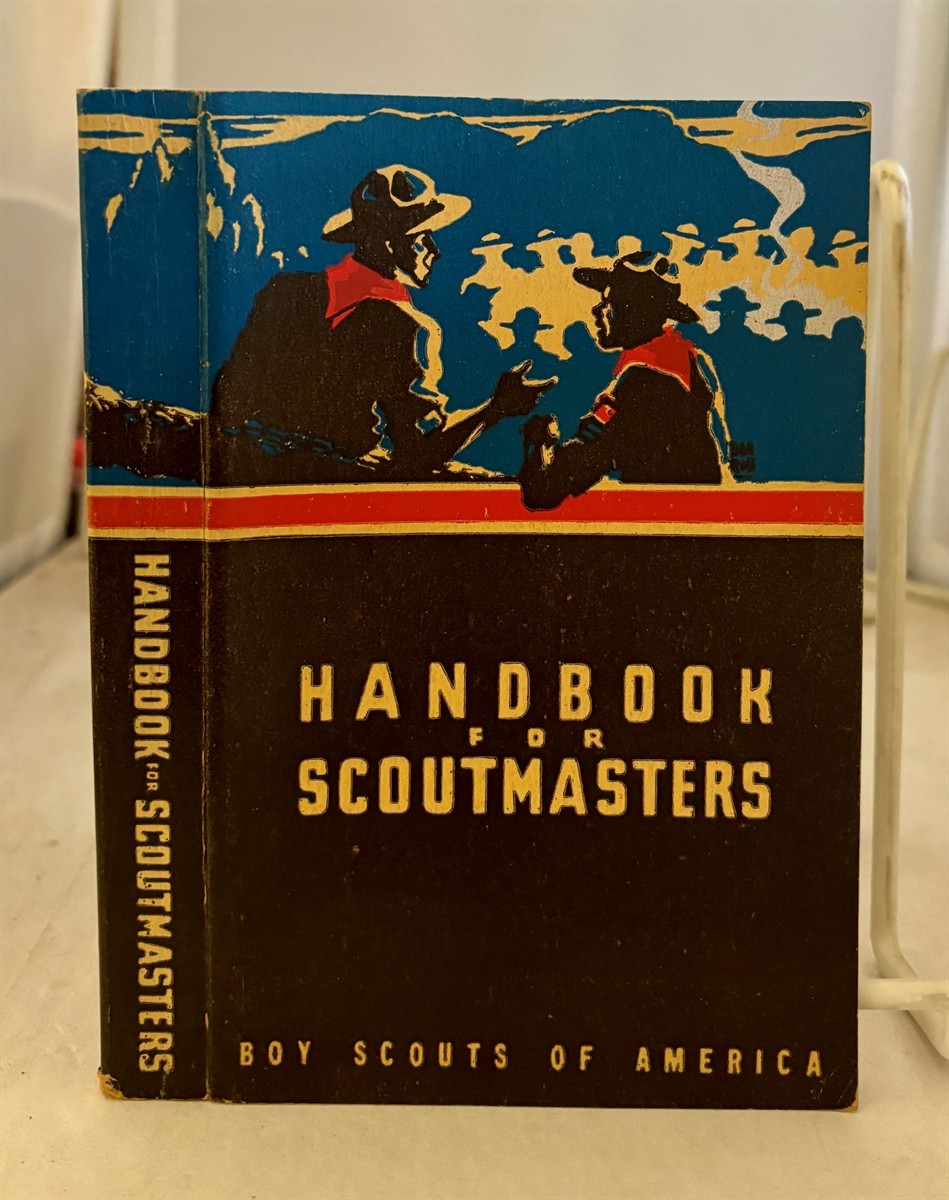 HANDBOOK
FOR
SCOUTMASTERS
BOY SCOUTS OF AMERICA
HANDBOOK FOR SCOUTMASTERS